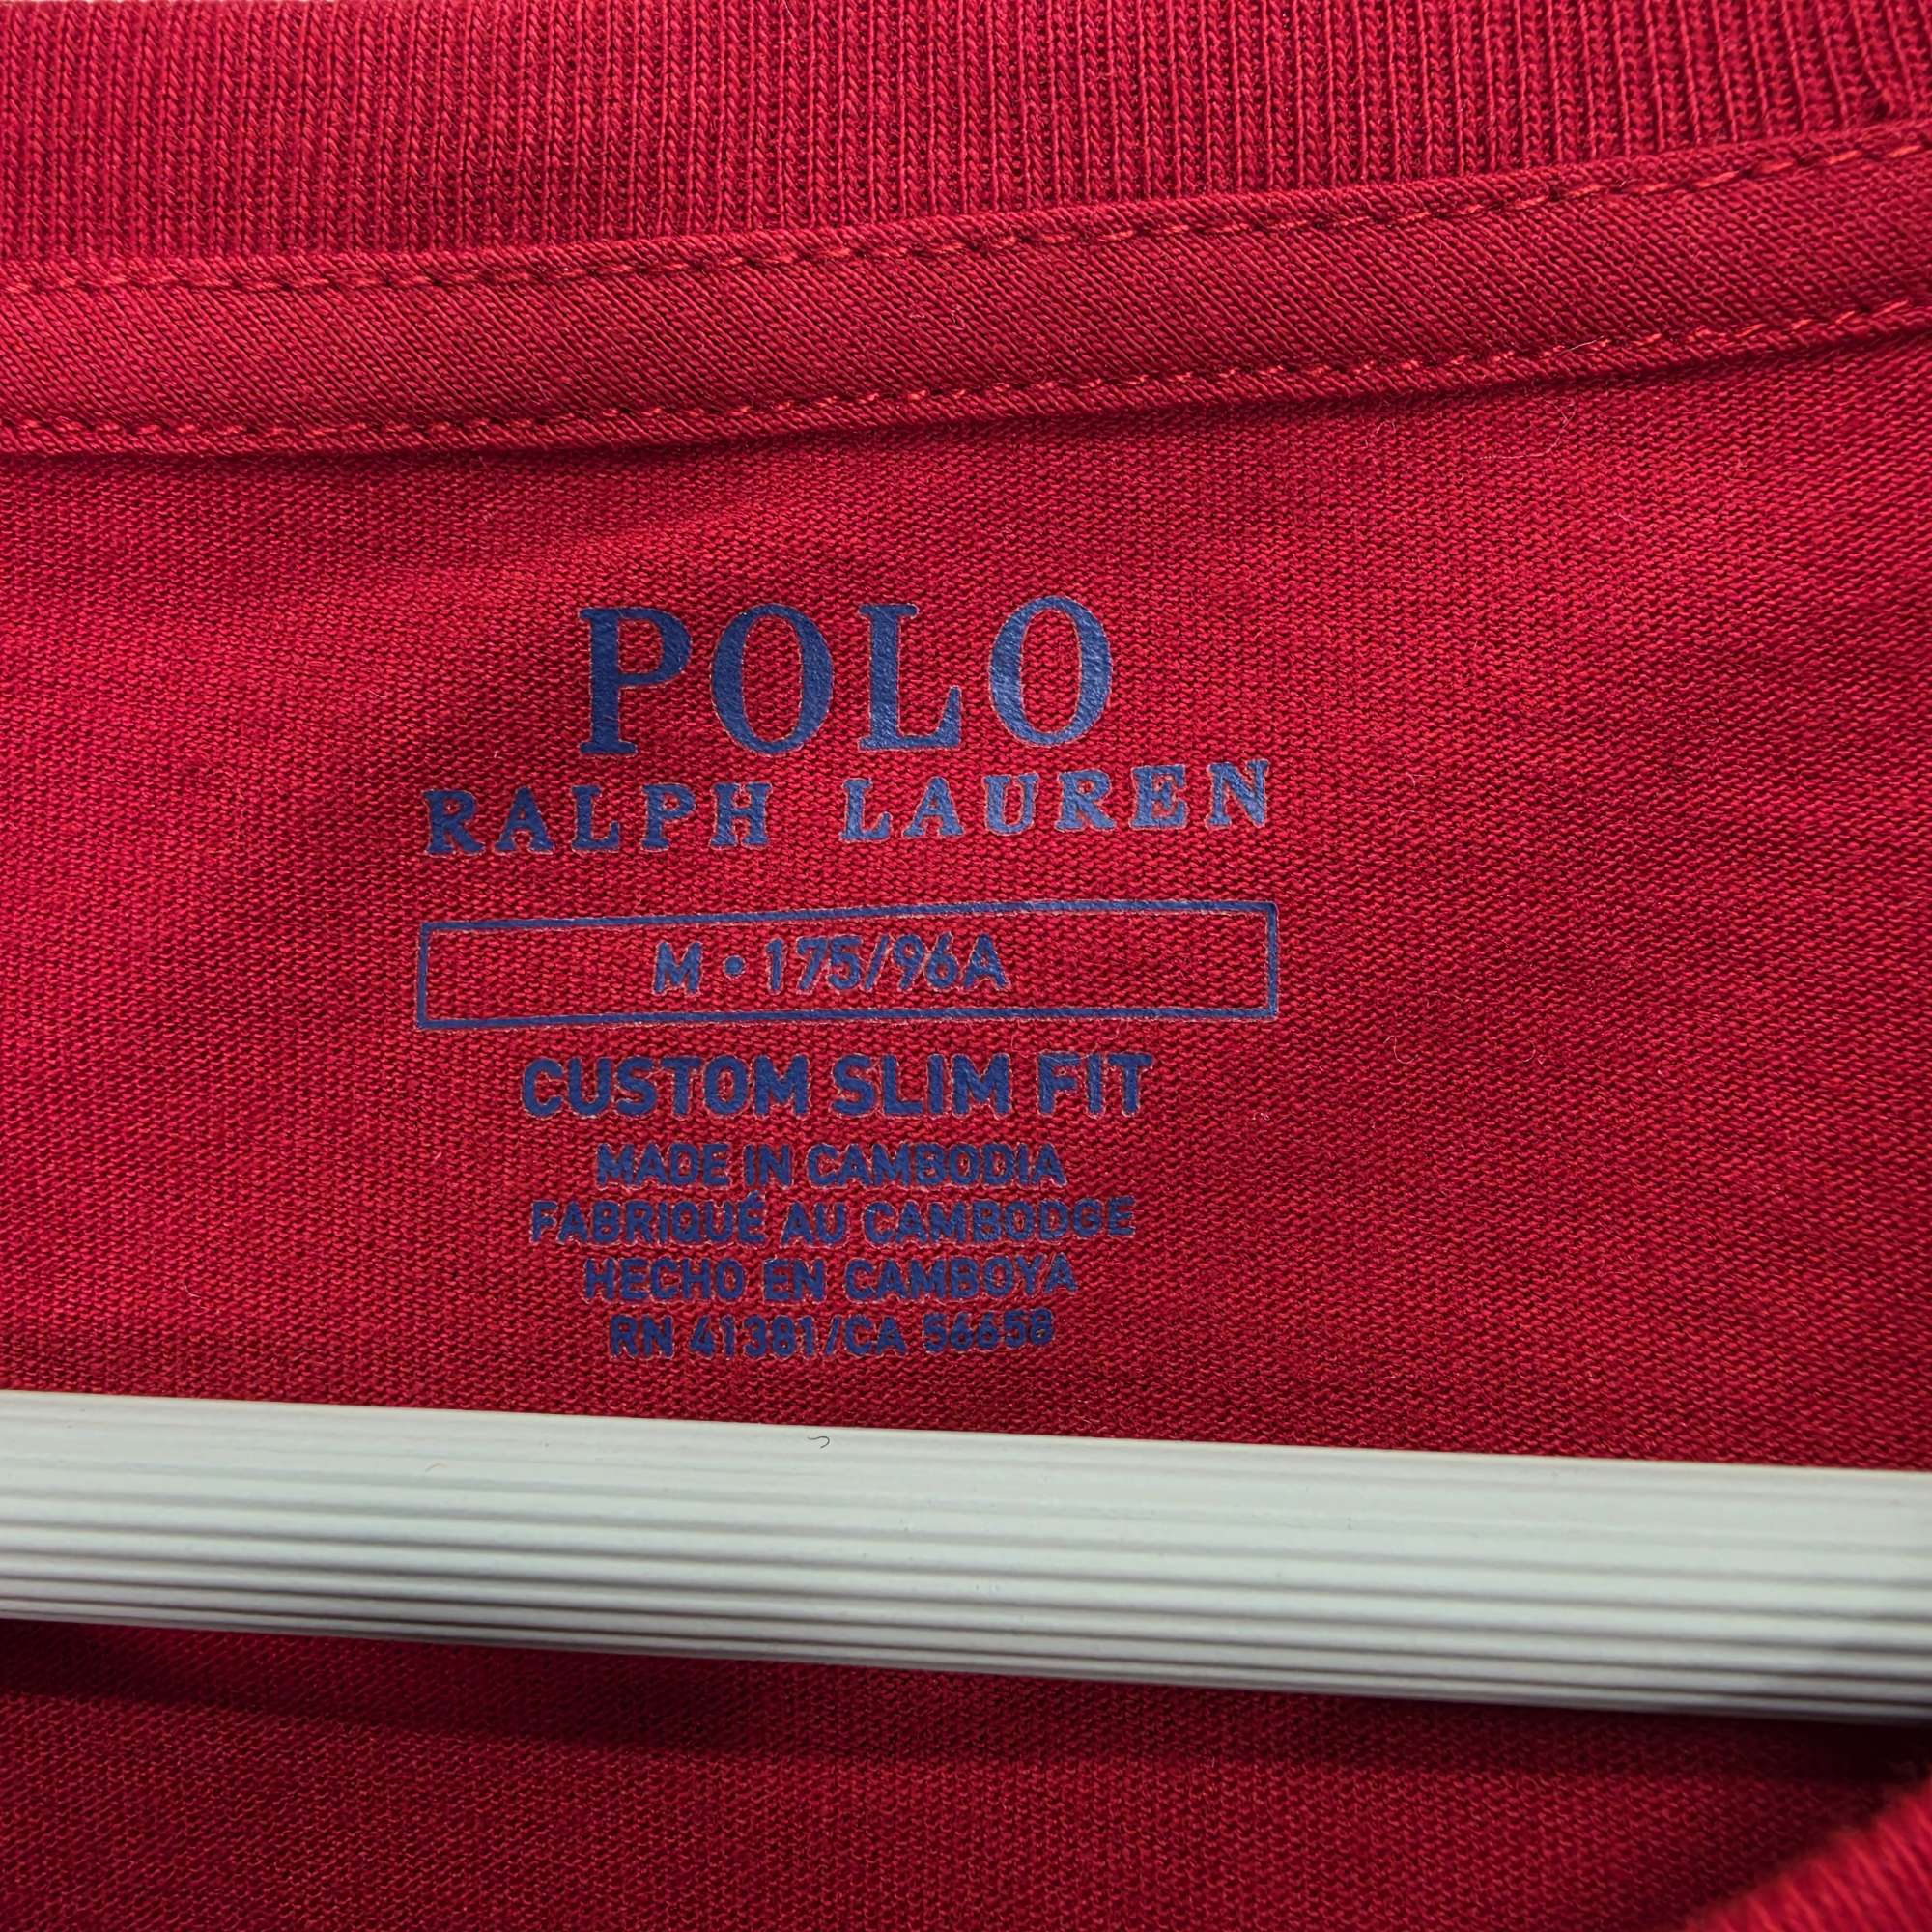 POLO
RALPH LAUREN
M • 175/96A
CUSTOM SLIM FIT
MADE IN CAMBODIA
FABRIQUÉ AU CAMBODGE
HECHO EN CAMBOYA
RN 41381/CA 56658